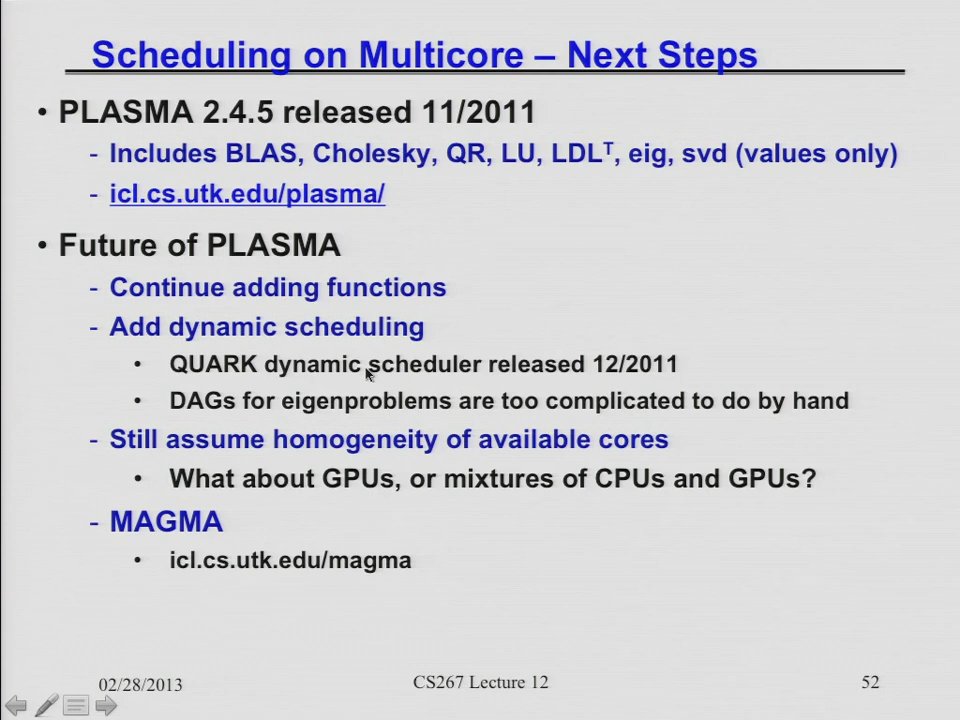 Scheduling on Multicore – Next Steps
• PLASMA 2.4.5 released 11/2011
- Includes BLAS, Cholesky, QR, LU, LDLᵀ, eig, svd (values only)
- icl.cs.utk.edu/plasma/
• Future of PLASMA
- Continue adding functions
- Add dynamic scheduling
• QUARK dynamic scheduler released 12/2011
• DAGs for eigenproblems are too complicated to do by hand
- Still assume homogeneity of available cores
• What about GPUs, or mixtures of CPUs and GPUs?
- MAGMA
• icl.cs.utk.edu/magma
02/28/2013
CS267 Lecture 12
52